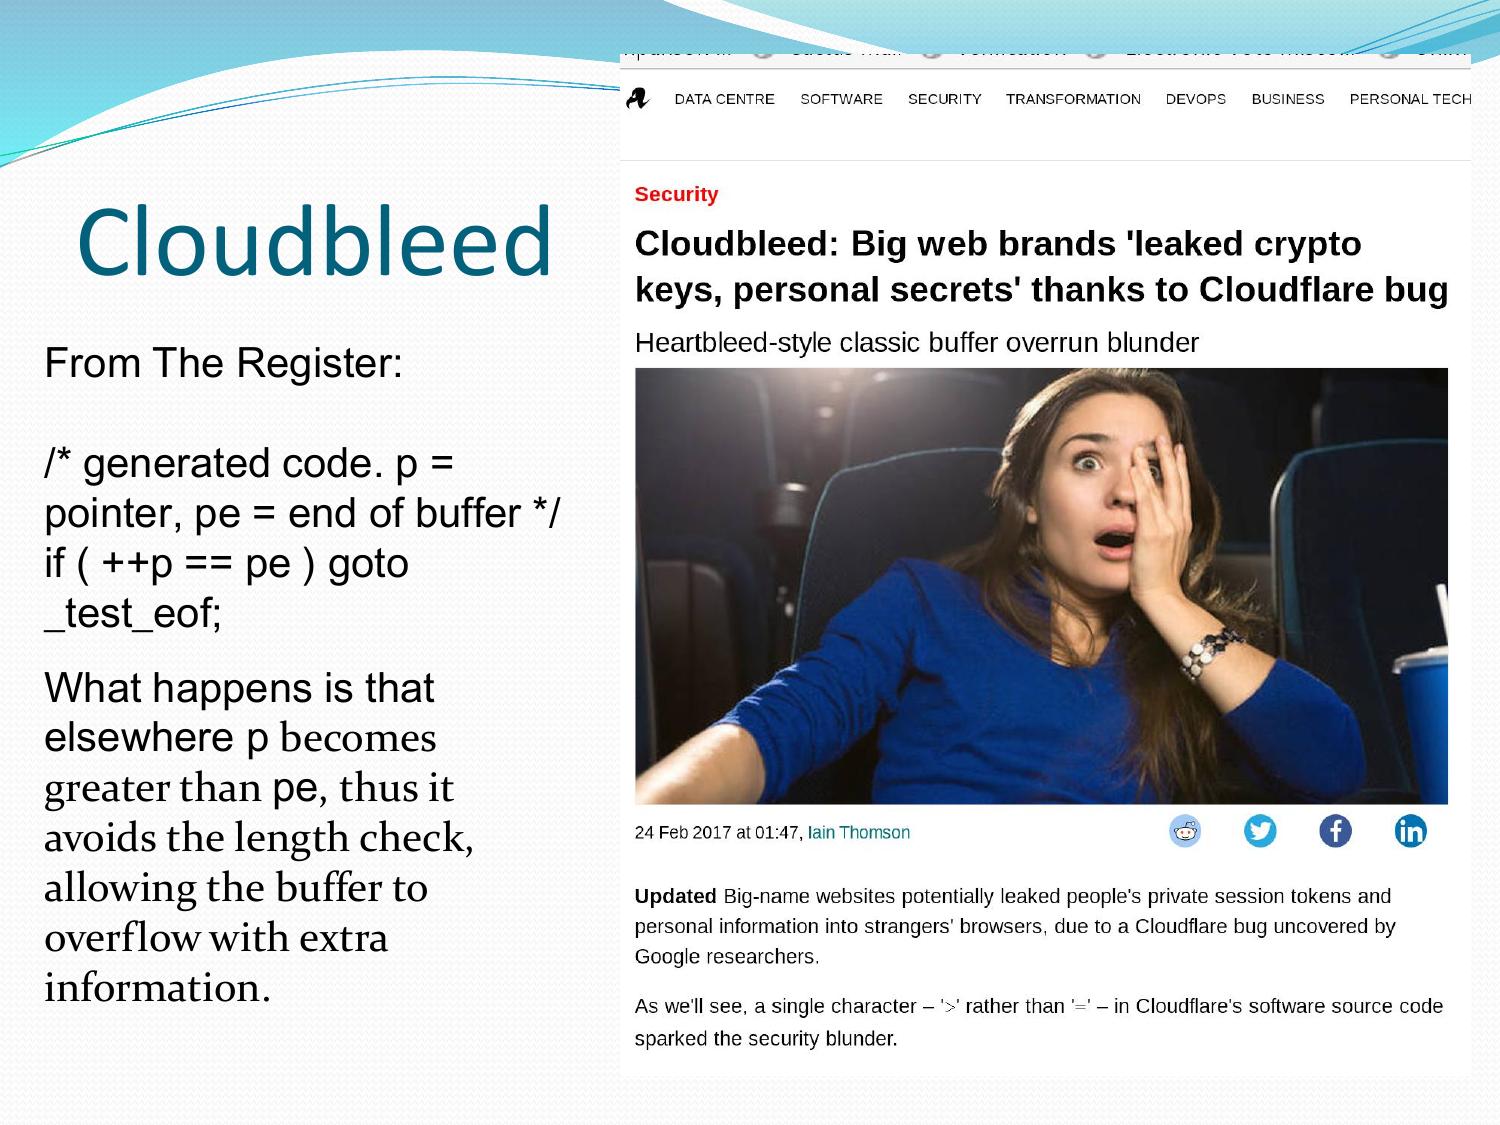 DATA CENTRE SOFTWARE SECURITY TRANSFORMATION DEVOPS BUSINESS PERSONAL TECH
Cloudbleed
From The Register:
/* generated code. p =
pointer, pe = end of buffer */
if ( ++p == pe ) goto
_test_eof;
What happens is that
elsewhere p becomes
greater than pe, thus it
avoids the length check,
allowing the buffer to
overflow with extra
information.
Security
Cloudbleed: Big web brands 'leaked crypto
keys, personal secrets' thanks to Cloudflare bug
Heartbleed-style classic buffer overrun blunder
24 Feb 2017 at 01:47, Iain Thomson
Updated Big-name websites potentially leaked people's private session tokens and
personal information into strangers' browsers, due to a Cloudflare bug uncovered by
Google researchers.
As we'll see, a single character – '>' rather than '=' – in Cloudflare's software source code
sparked the security blunder.